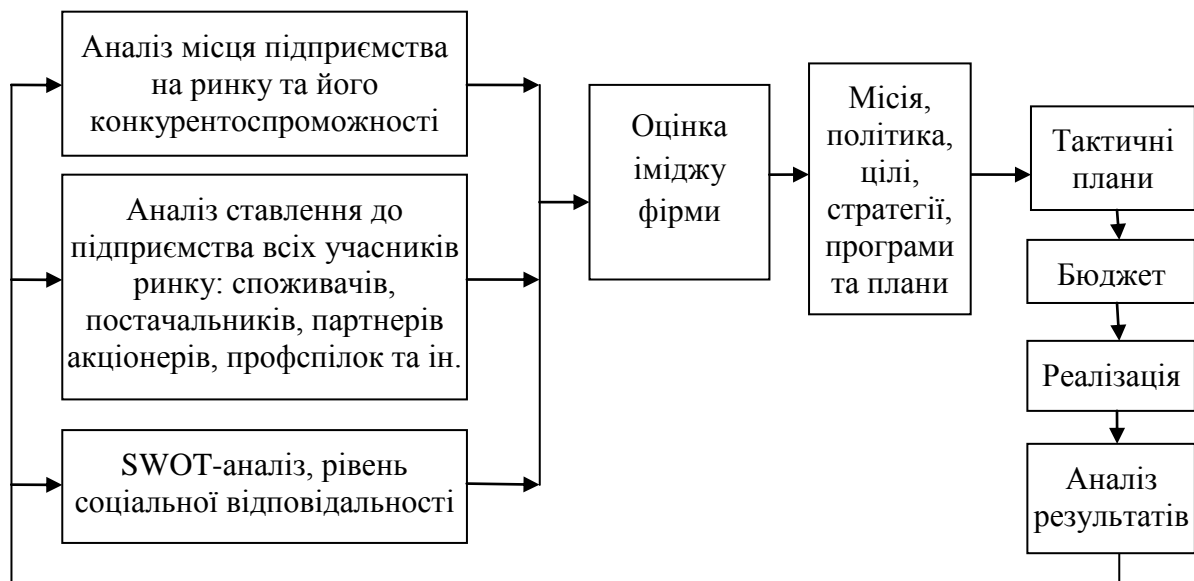 Аналіз місця підприємства
на ринку та його
конкурентоспроможності
Аналіз ставлення до
підприємства всіх учасників
ринку: споживачів,
постачальників, партнерів
акціонерів, профспілок та ін.
SWOT-аналіз, рівень
соціальної відповідальності
Оцінка
іміджу
фірми
Місія,
політика,
цілі,
стратегії,
програми
та плани
Тактичні
плани
Бюджет
Реалізація
Аналіз
результатів